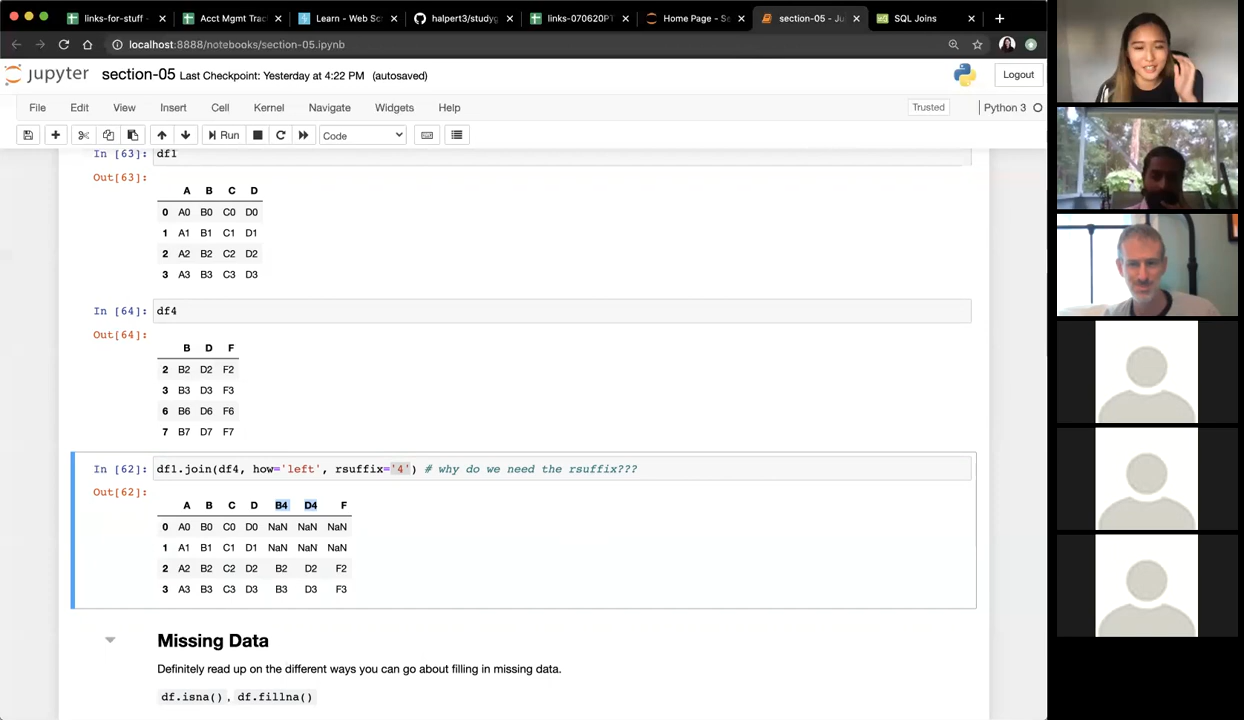 links-for-stuff - Acct Mgmt Trac Learn - Web Sc halpert3/studyg links-070620PT Home Page - Se section-05 - Ju SQL Joins
localhost:8888/notebooks/section-05.ipynb
jupyter section-05 Last Checkpoint: Yesterday at 4:22 PM (autosaved) Logout
File Edit View Insert Cell Kernel Navigate Widgets Help Trusted Python 3
Run Code
In [63]: df1
Out[63]:
A B C D
0 A0 B0 C0 D0
1 A1 B1 C1 D1
2 A2 B2 C2 D2
3 A3 B3 C3 D3
In [64]: df4
Out[64]:
B D F
2 B2 D2 F2
3 B3 D3 F3
6 B6 D6 F6
7 B7 D7 F7
In [62]: df1.join(df4, how='left', rsuffix='4') # why do we need the rsuffix???
Out[62]:
A B C D B4 D4 F
0 A0 B0 C0 D0 NaN NaN NaN
1 A1 B1 C1 D1 NaN NaN NaN
2 A2 B2 C2 D2 B2 D2 F2
3 A3 B3 C3 D3 B3 D3 F3
Missing Data
Definitely read up on the different ways you can go about filling in missing data.
df.isna() , df.fillna()